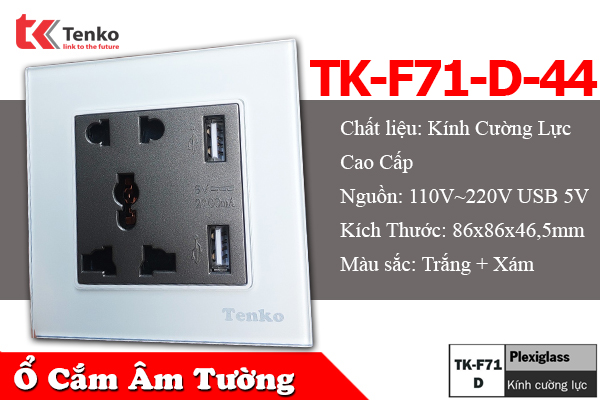 Tenko
link to the future
TK-F71-D-44
Chất liệu: Kính Cường Lực
Cao Cấp
Nguồn: 110V~220V USB 5V
Kích Thước: 86x86x46,5mm
Màu sắc: Trắng + Xám
5V
2100mA
Tenko
Ổ Cắm Âm Tường
TK-F71
D
Plexiglass
Kính cường lực